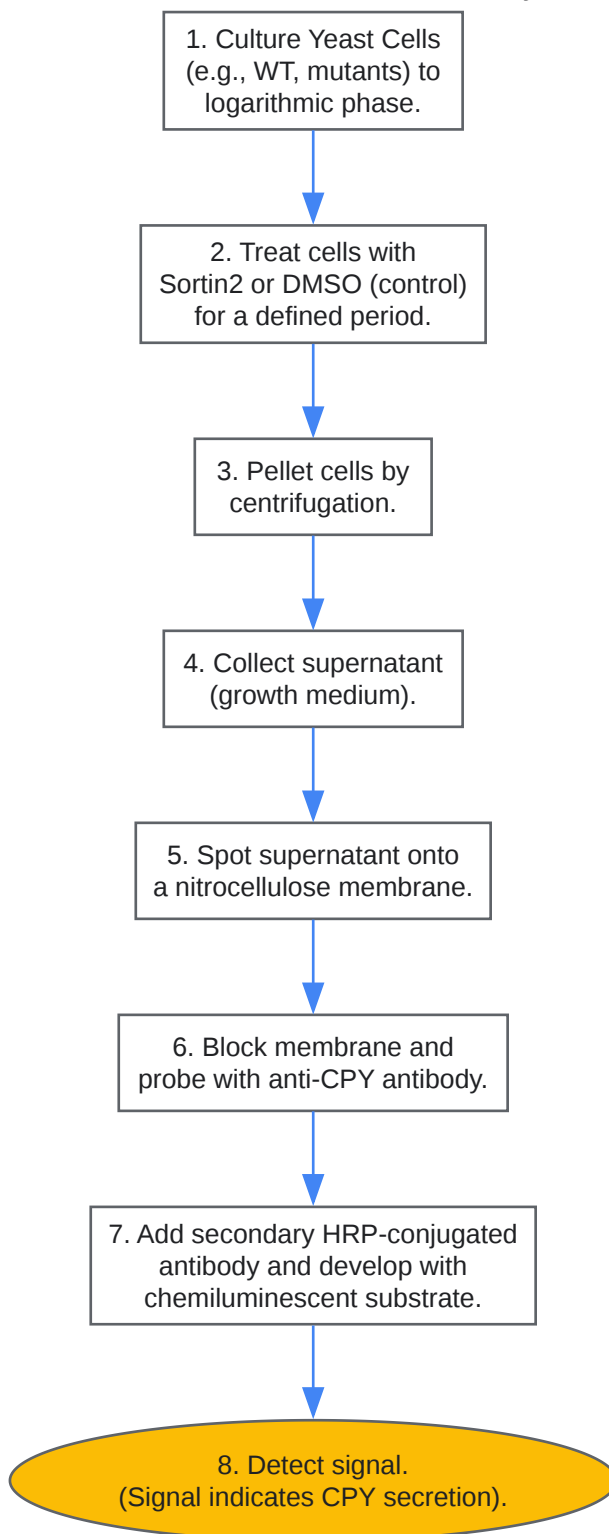 1. Culture Yeast Cells
(e.g., WT, mutants) to
logarithmic phase.
2. Treat cells with
Sortin2 or DMSO (control)
for a defined period.
3. Pellet cells by
centrifugation.
4. Collect supernatant
(growth medium).
5. Spot supernatant onto
a nitrocellulose membrane.
6. Block membrane and
probe with anti-CPY antibody.
7. Add secondary HRP-conjugated
antibody and develop with
chemiluminescent substrate.
8. Detect signal.
(Signal indicates CPY secretion).